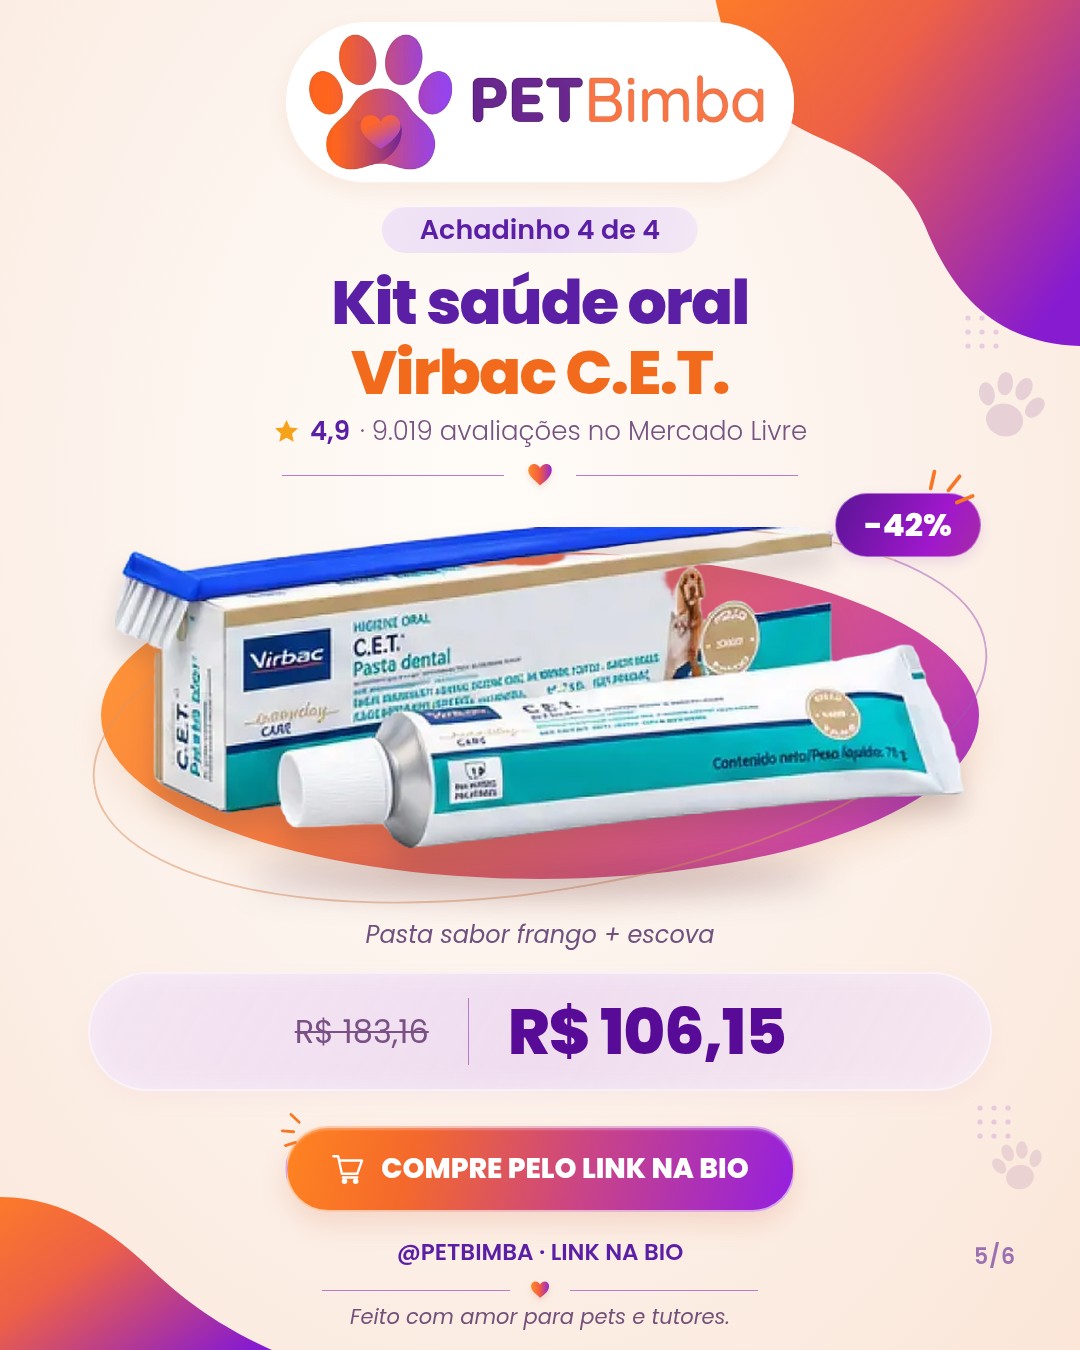 PETBimba
Achadinho 4 de 4
Kit saúde oral
Virbac C.E.T.
4,9 · 9.019 avaliações no Mercado Livre
-42%
HIGIENE ORAL
C.E.T.
Pasta dental
Virbac
CARE
C.E.T.
Virbac
C.E.T.
CARE
Contenido neto/Peso líquido: 70 g
Pasta sabor frango + escova
R$ 183,16
R$ 106,15
COMPRE PELO LINK NA BIO
@PETBIMBA · LINK NA BIO
5/6
Feito com amor para pets e tutores.